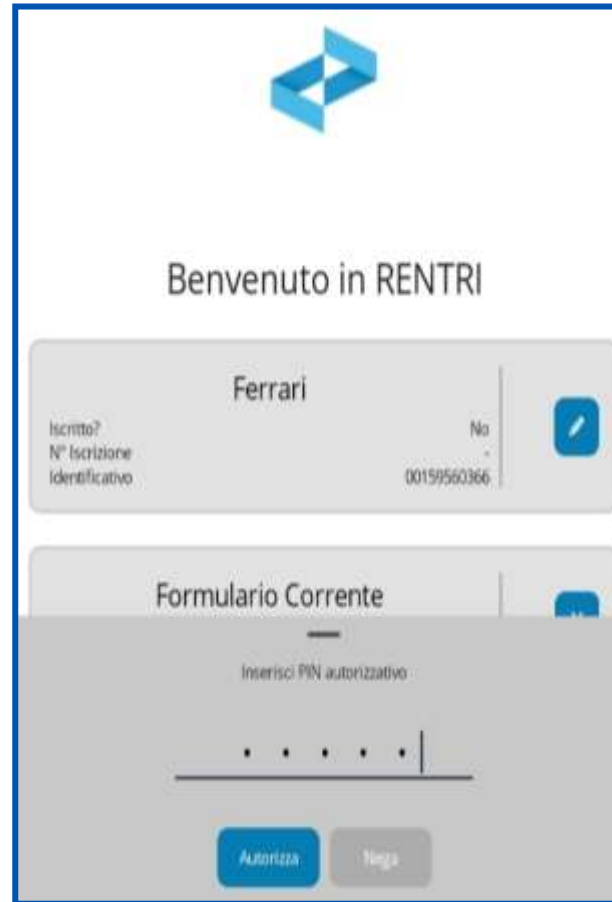 Benvenuto in RENTRI
Ferrari
Iscritto? No
N° Iscrizione -
Identificativo 00159560366
Formulario Corrente
Inserisci PIN autorizzativo
• • • • •
Autorizza Nega